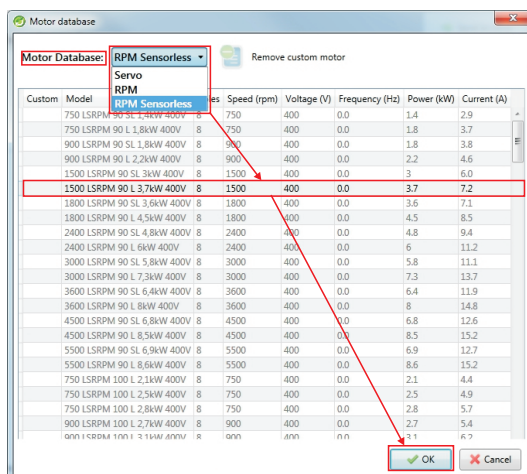 Motor database
Motor Database: RPM Sensorless Remove custom motor
Servo
RPM
RPM Sensorless
Custom Model Speed (rpm) Voltage (V) Frequency (Hz) Power (kW) Current (A)
750 LSRPM 90 SL 1,4kW 400V 8 750 400 0.0 1.4 2.9
750 LSRPM 90 L 1,8kW 400V 8 750 400 0.0 1.8 3.7
900 LSRPM 90 SL 1,8kW 400V 8 900 400 0.0 1.8 3.8
900 LSRPM 90 L 2,2kW 400V 8 900 400 0.0 2.2 4.6
1500 LSRPM 90 SL 3kW 400V 8 1500 400 0.0 3 6.0
1500 LSRPM 90 L 3,7kW 400V 8 1500 400 0.0 3.7 7.2
1800 LSRPM 90 SL 3,6kW 400V 8 1800 400 0.0 3.6 7.1
1800 LSRPM 90 L 4,5kW 400V 8 1800 400 0.0 4.5 8.5
2400 LSRPM 90 SL 4,8kW 400V 8 2400 400 0.0 4.8 9.4
2400 LSRPM 90 L 6kW 400V 8 2400 400 0.0 6 11.2
3000 LSRPM 90 SL 5,8kW 400V 8 3000 400 0.0 5.8 11.1
3000 LSRPM 90 L 7,3kW 400V 8 3000 400 0.0 7.3 13.7
3600 LSRPM 90 SL 6,4kW 400V 8 3600 400 0.0 6.4 11.9
3600 LSRPM 90 L 8kW 400V 8 3600 400 0.0 8 14.8
4500 LSRPM 90 SL 6,8kW 400V 8 4500 400 0.0 6.8 12.6
4500 LSRPM 90 L 8,5kW 400V 8 4500 400 0.0 8.5 15.2
5500 LSRPM 90 SL 6,9kW 400V 8 5500 400 0.0 6.9 12.7
5500 LSRPM 90 L 8,6kW 400V 8 5500 400 0.0 8.6 15.2
750 LSRPM 100 L 2,1kW 400V 8 750 400 0.0 2.1 4.4
750 LSRPM 100 L 2,5kW 400V 8 750 400 0.0 2.5 4.9
750 LSRPM 100 L 2,8kW 400V 8 750 400 0.0 2.8 5.7
900 LSRPM 100 L 2,7kW 400V 8 900 400 0.0 2.7 5.4
900 LSRPM 100 L 3,1kW 400V 8 900 400 0.0 3.1 6.2
OK Cancel